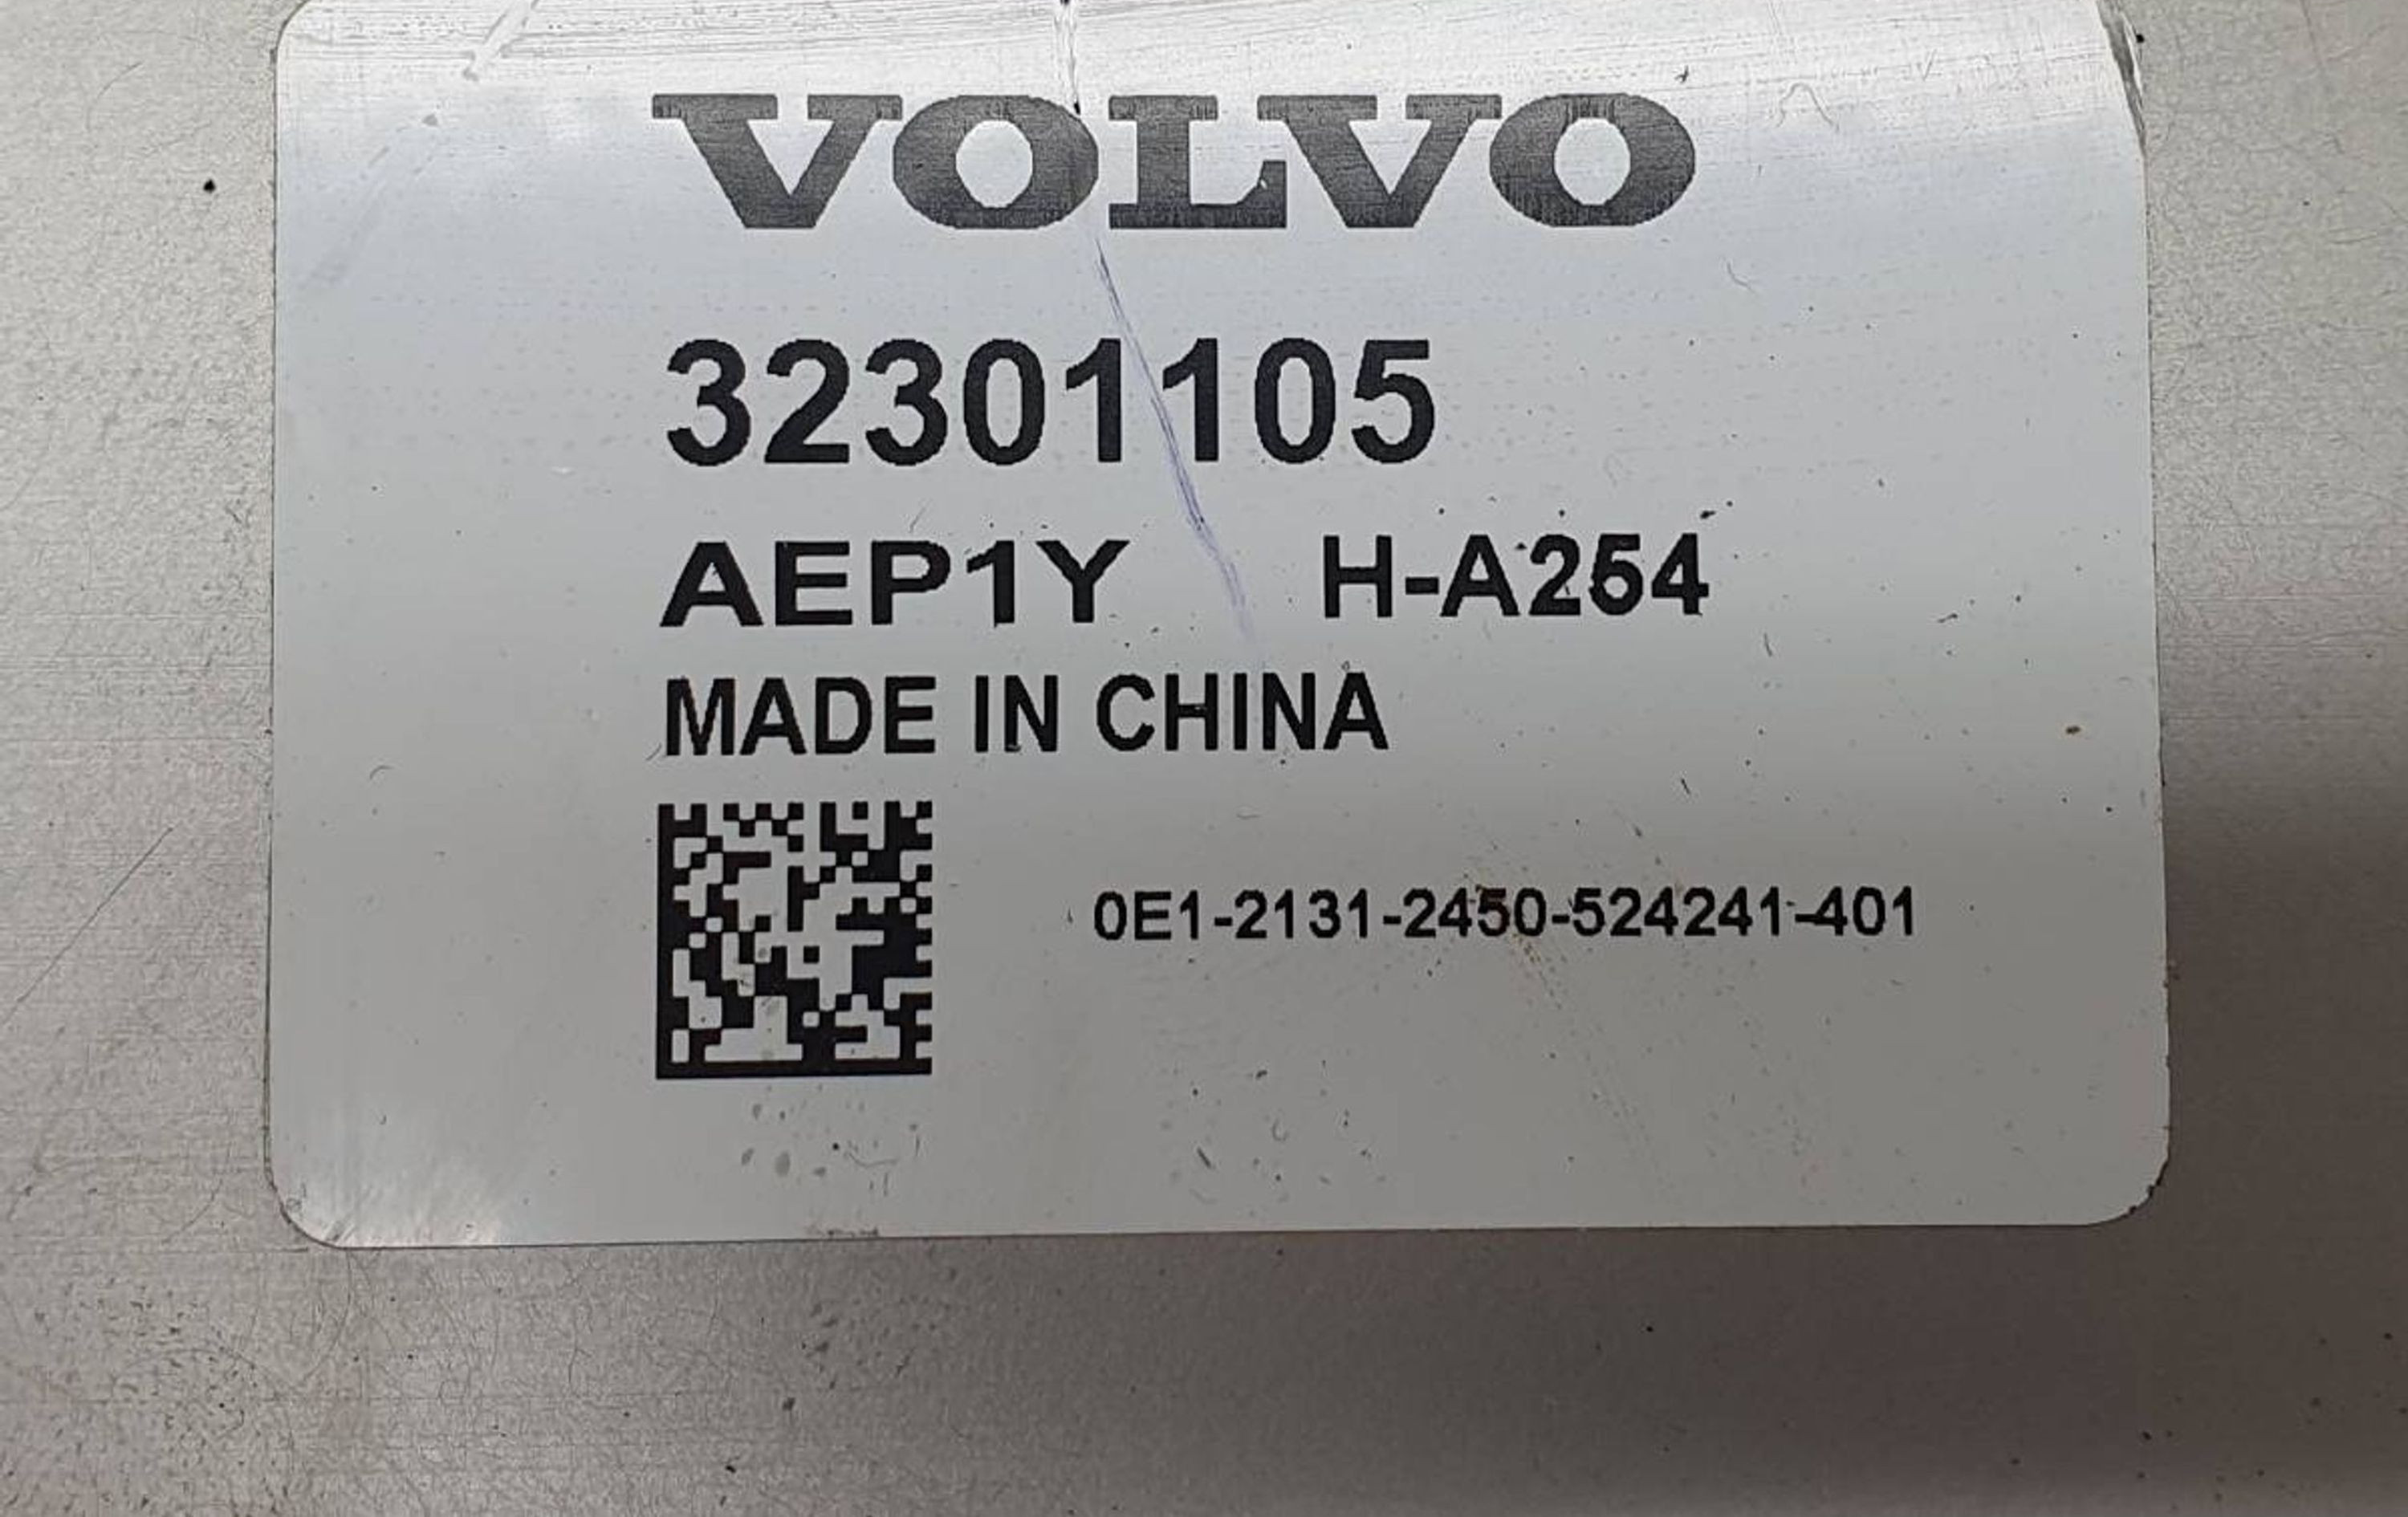 VOLVO
32301105
AEP1Y H-A254
MADE IN CHINA
0E1-2131-2450-524241-401